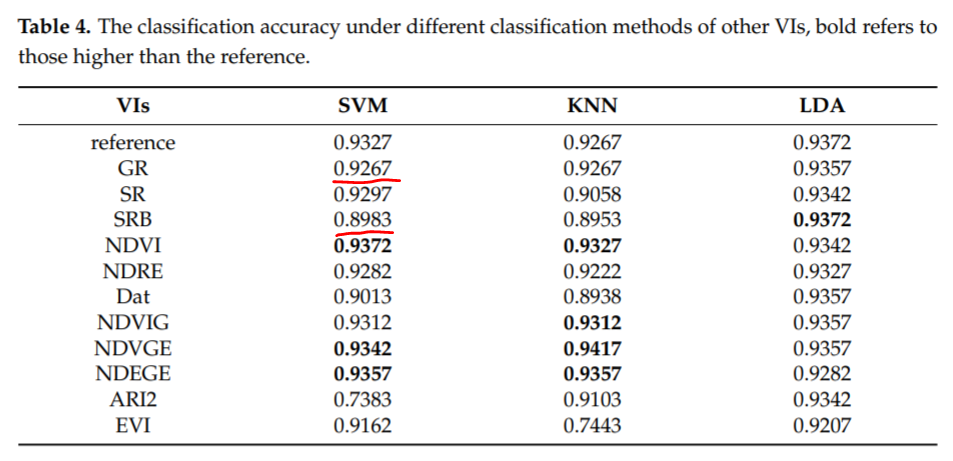 Table 4. The classification accuracy under different classification methods of other VIs, bold refers to
those higher than the reference.
VIs SVM KNN LDA
reference 0.9327 0.9267 0.9372
GR 0.9267 0.9267 0.9357
SR 0.9297 0.9058 0.9342
SRB 0.8983 0.8953 0.9372
NDVI 0.9372 0.9327 0.9342
NDRE 0.9282 0.9222 0.9327
Dat 0.9013 0.8938 0.9357
NDVIG 0.9312 0.9312 0.9357
NDVGE 0.9342 0.9417 0.9357
NDEGE 0.9357 0.9357 0.9282
ARI2 0.7383 0.9103 0.9342
EVI 0.9162 0.7443 0.9207